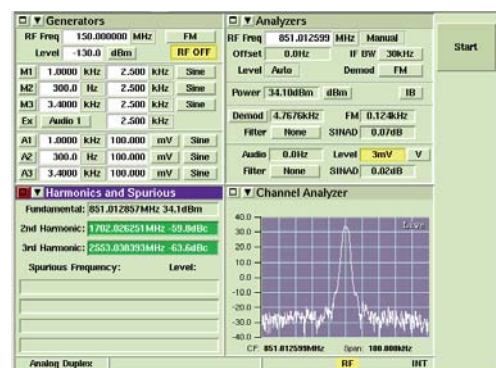 Generators
RF Freq 150.000000 MHz FM
Level -130.0 dBm RF OFF
M1 1.0000 kHz 2.500 kHz Sine
M2 300.0 Hz 2.500 kHz Sine
M3 3.4000 kHz 2.500 kHz Sine
Ex Audio 1 2.500 kHz
A1 1.0000 kHz 100.000 mV Sine
A2 300.0 Hz 100.000 mV Sine
A3 3.4000 kHz 100.000 mV Sine
Analyzers
RF Freq 851.012599 MHz Manual
Offset 0.0Hz IF BW 30kHz
Level Auto Demod FM
Power 34.10dBm dBm IB
Demod 4.7676kHz FM 0.124kHz
Filter None SINAD 0.07dB
Audio 0.0Hz Level 3mV V
Filter None SINAD 0.02dB
Start
Harmonics and Spurious
Fundamental: 851.012857MHz 34.1dBm
2nd Harmonic: 1702.026251MHz -59.8dBc
3rd Harmonic: 2553.038393MHz -63.6dBc
Spurious Frequency: Level:
Channel Analyzer
Live
40.0
20.0
10.0
0.0
-10.0
-20.0
-30.0
-40.0
CF: 851.012599MHz Span: 100.000kHz
Analog Duplex RF INT